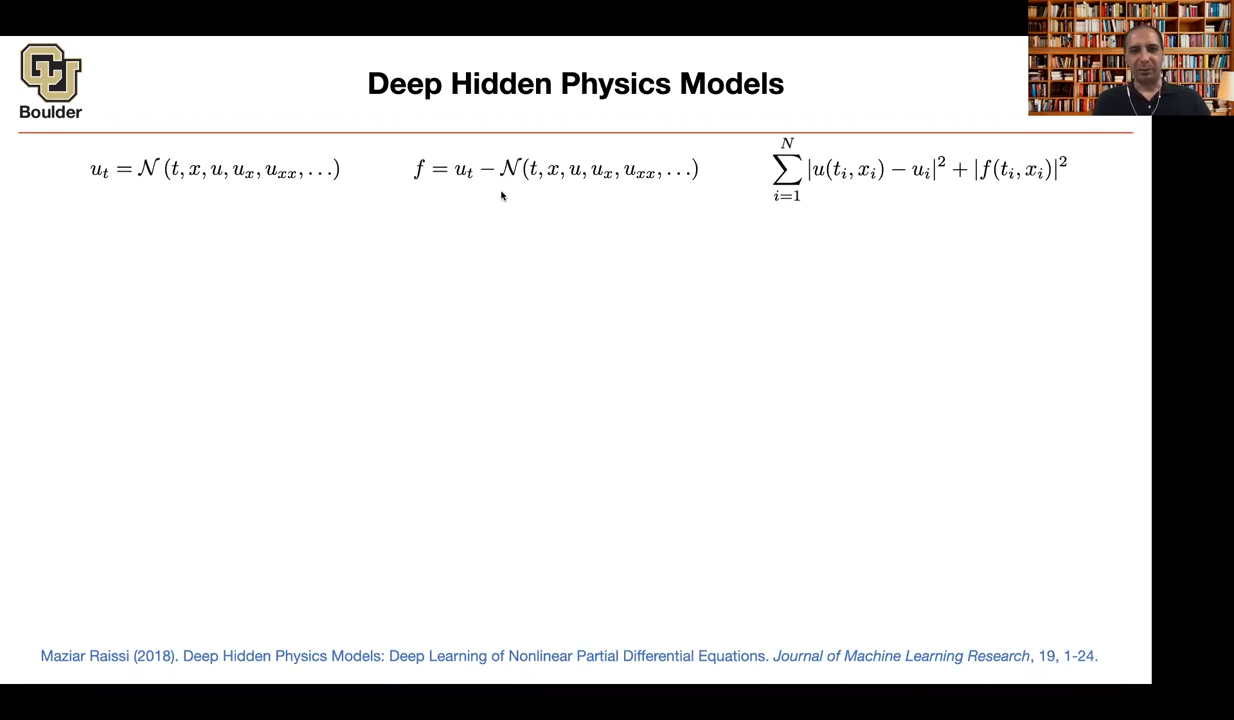 CU
Boulder
Deep Hidden Physics Models
u_t = 𝒩(t, x, u, u_x, u_xx, …)
f = u_t − 𝒩(t, x, u, u_x, u_xx, …)
∑_{i=1}^{N} |u(t_i, x_i) − u_i|² + |f(t_i, x_i)|²
Maziar Raissi (2018). Deep Hidden Physics Models: Deep Learning of Nonlinear Partial Differential Equations. Journal of Machine Learning Research, 19, 1-24.